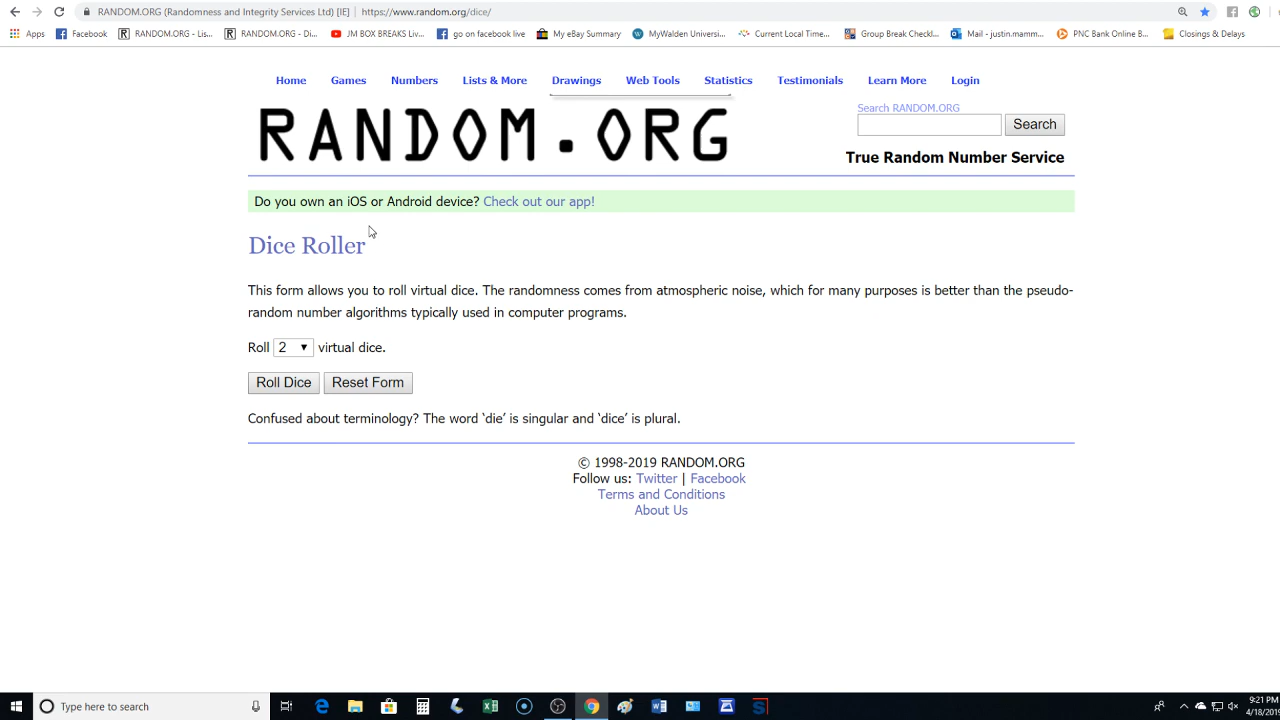 RANDOM.ORG (Randomness and Integrity Services Ltd) [IE] | https://www.random.org/dice/
Apps Facebook RANDOM.ORG - Lis... RANDOM.ORG - Di... JM BOX BREAKS Liv... go on facebook live My eBay Summary MyWalden Univers... Current Local Time... Group Break Checkl... Mail - justin.mamm... PNC Bank Online B... Closings & Delays
Home Games Numbers Lists & More Drawings Web Tools Statistics Testimonials Learn More Login
RANDOM.ORG
Search RANDOM.ORG
Search
True Random Number Service
Do you own an iOS or Android device? Check out our app!
Dice Roller
This form allows you to roll virtual dice. The randomness comes from atmospheric noise, which for many purposes is better than the pseudo-
random number algorithms typically used in computer programs.
Roll 2 virtual dice.
Roll Dice Reset Form
Confused about terminology? The word ‘die’ is singular and ‘dice’ is plural.
© 1998-2019 RANDOM.ORG
Follow us: Twitter | Facebook
Terms and Conditions
About Us
Type here to search
9:21 PM
4/18/2019